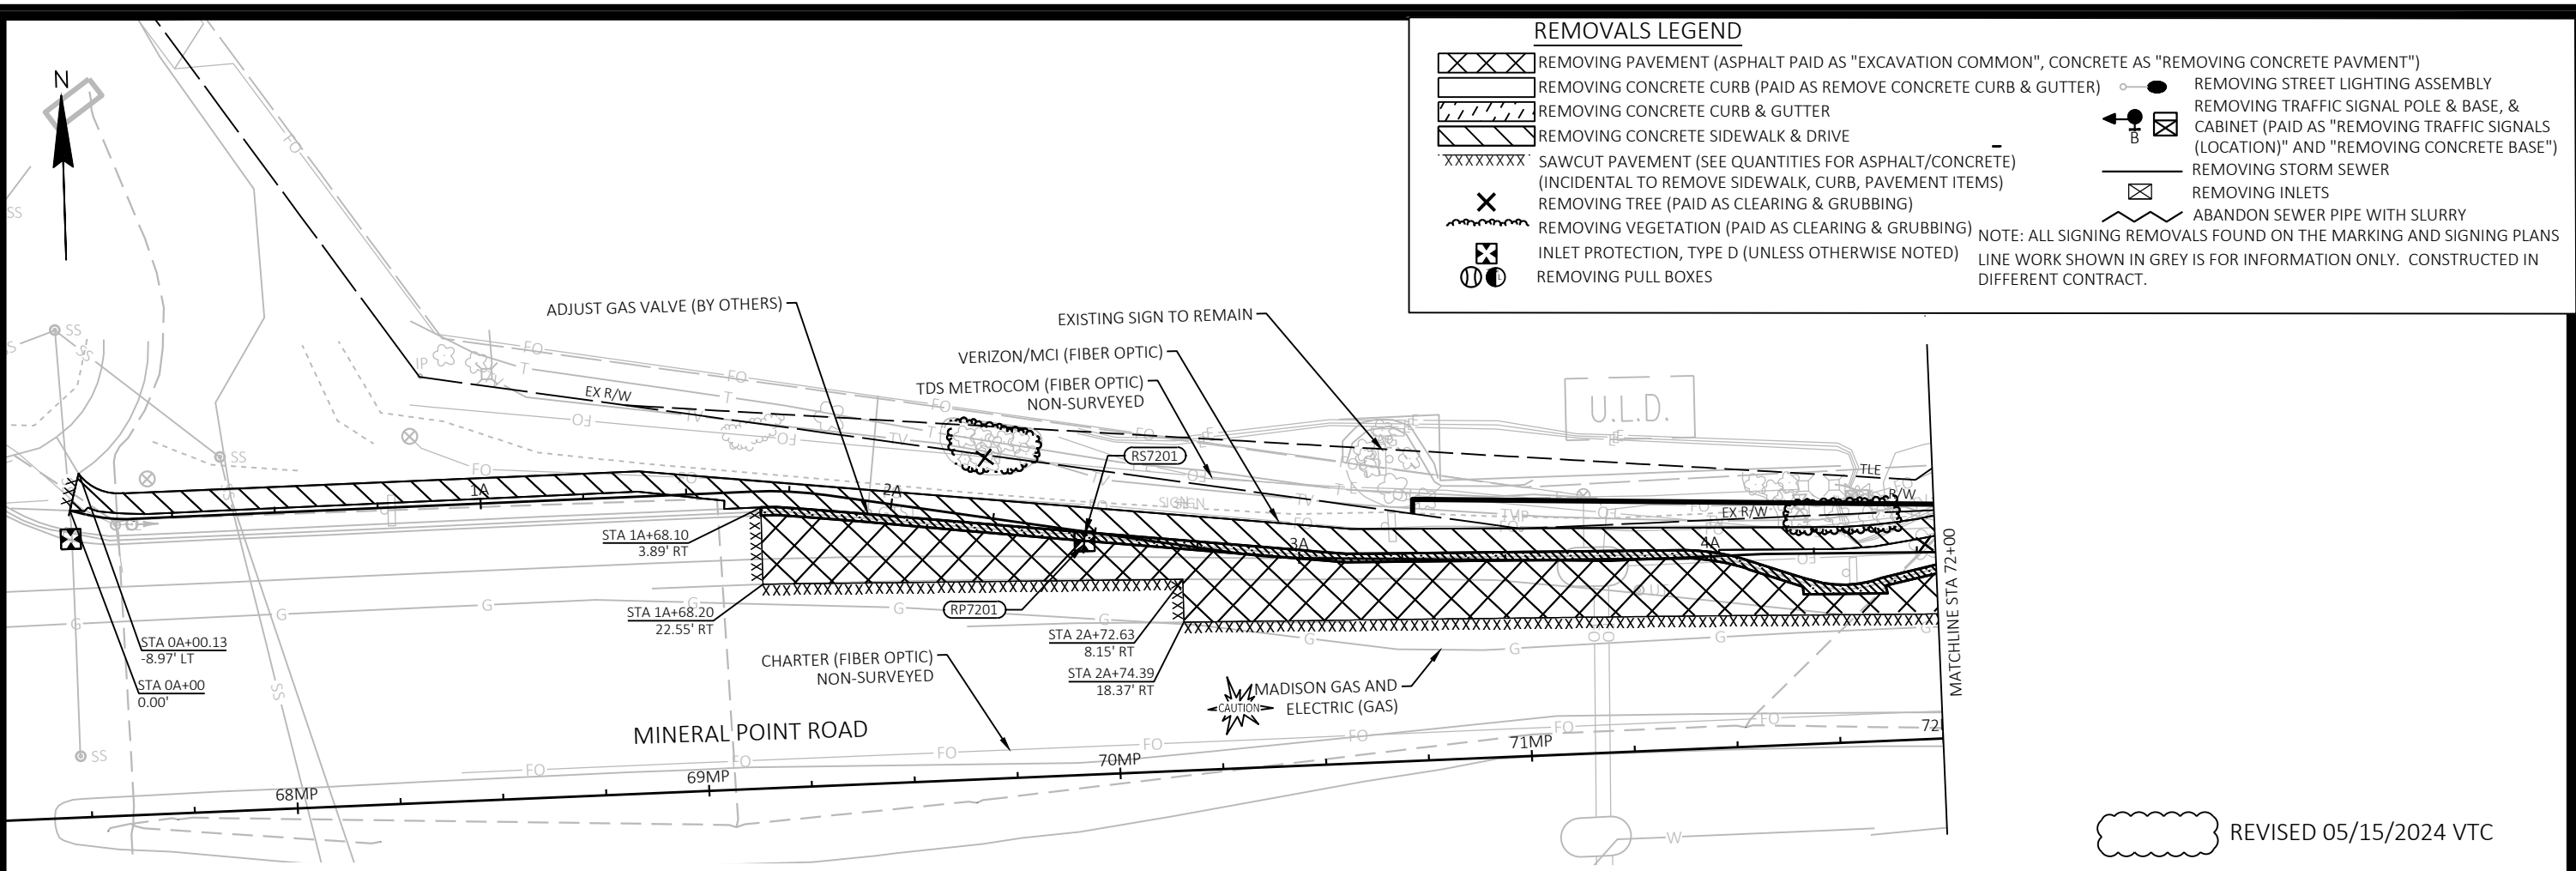 REMOVALS LEGEND
REMOVING PAVEMENT (ASPHALT PAID AS "EXCAVATION COMMON", CONCRETE AS "REMOVING CONCRETE PAVMENT")
REMOVING CONCRETE CURB (PAID AS REMOVE CONCRETE CURB & GUTTER)
REMOVING CONCRETE CURB & GUTTER
REMOVING CONCRETE SIDEWALK & DRIVE
SAWCUT PAVEMENT (SEE QUANTITIES FOR ASPHALT/CONCRETE)
(INCIDENTAL TO REMOVE SIDEWALK, CURB, PAVEMENT ITEMS)
REMOVING TREE (PAID AS CLEARING & GRUBBING)
REMOVING VEGETATION (PAID AS CLEARING & GRUBBING)
INLET PROTECTION, TYPE D (UNLESS OTHERWISE NOTED)
REMOVING PULL BOXES
REMOVING STREET LIGHTING ASSEMBLY
REMOVING TRAFFIC SIGNAL POLE & BASE, &
CABINET (PAID AS "REMOVING TRAFFIC SIGNALS
(LOCATION)" AND "REMOVING CONCRETE BASE")
B
REMOVING STORM SEWER
REMOVING INLETS
ABANDON SEWER PIPE WITH SLURRY
NOTE: ALL SIGNING REMOVALS FOUND ON THE MARKING AND SIGNING PLANS
LINE WORK SHOWN IN GREY IS FOR INFORMATION ONLY. CONSTRUCTED IN
DIFFERENT CONTRACT.
N
ADJUST GAS VALVE (BY OTHERS)
EXISTING SIGN TO REMAIN
VERIZON/MCI (FIBER OPTIC)
TDS METROCOM (FIBER OPTIC)
NON-SURVEYED
EX R/W
U.L.D.
RS7201
TLE
R/W
EX R/W
1A
2A
3A
4A
STA 1A+68.10
3.89' RT
STA 1A+68.20
22.55' RT
RP7201
STA 2A+72.63
8.15' RT
STA 2A+74.39
18.37' RT
STA 0A+00.13
-8.97' LT
STA 0A+00
0.00'
CHARTER (FIBER OPTIC)
NON-SURVEYED
CAUTION
MADISON GAS AND
ELECTRIC (GAS)
MATCHLINE STA 72+00
MINERAL POINT ROAD
68MP
69MP
70MP
71MP
72
REVISED 05/15/2024 VTC